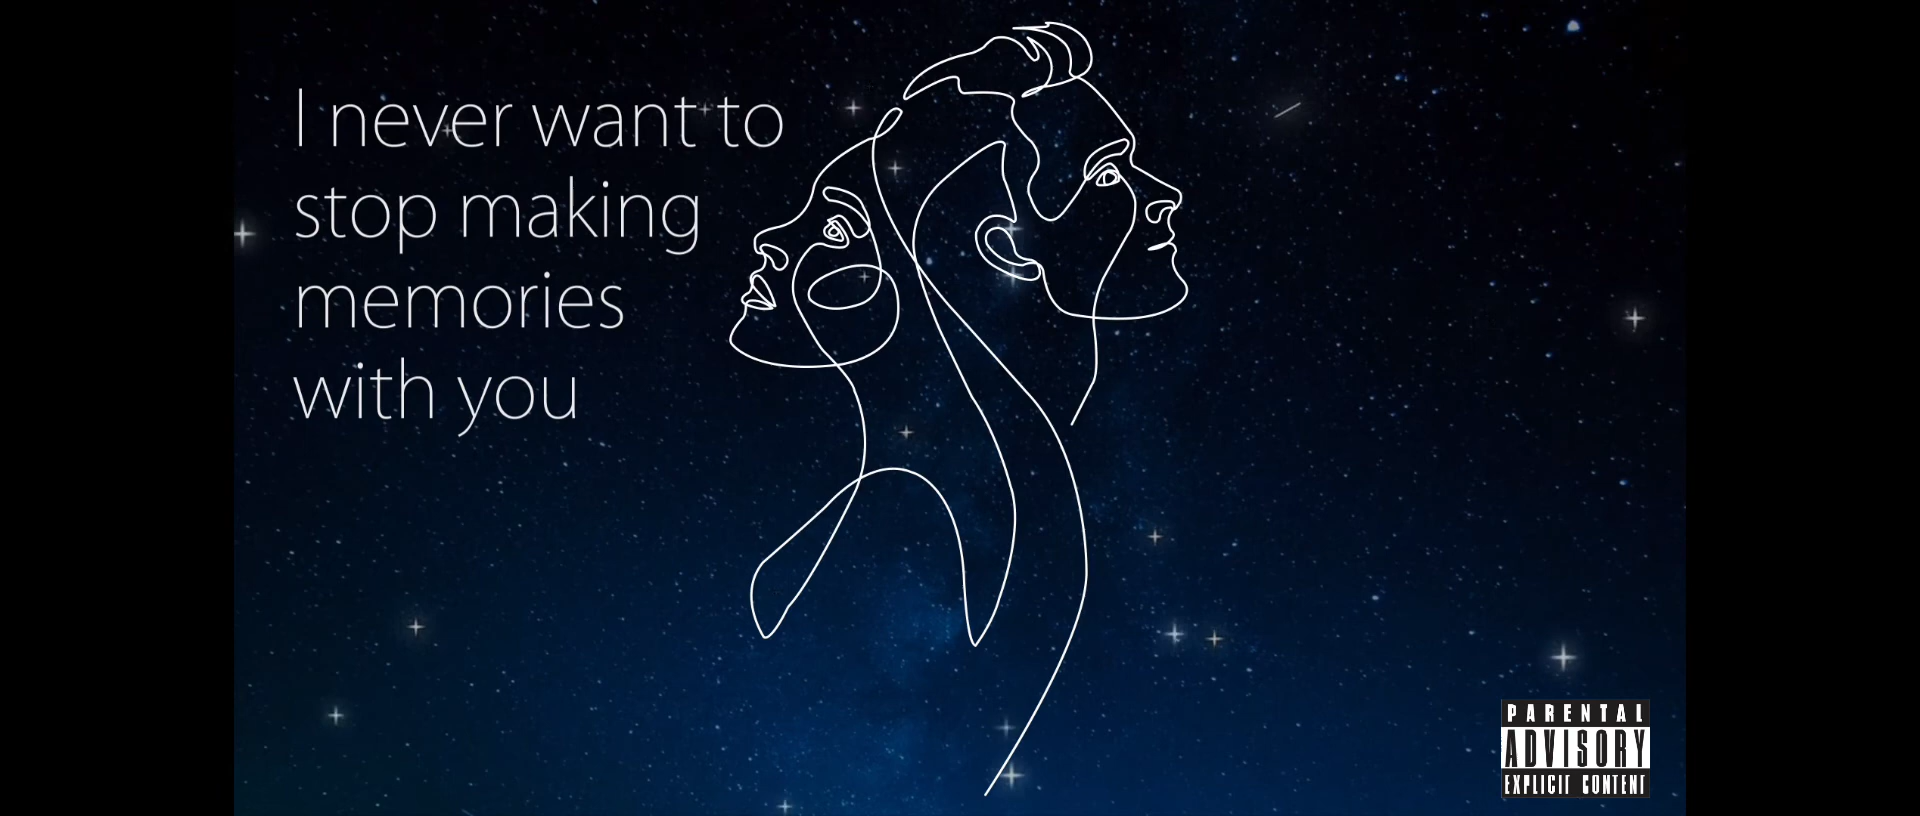 I never want to
stop making
memories
with you
PARENTAL
ADVISORY
EXPLICIT CONTENT